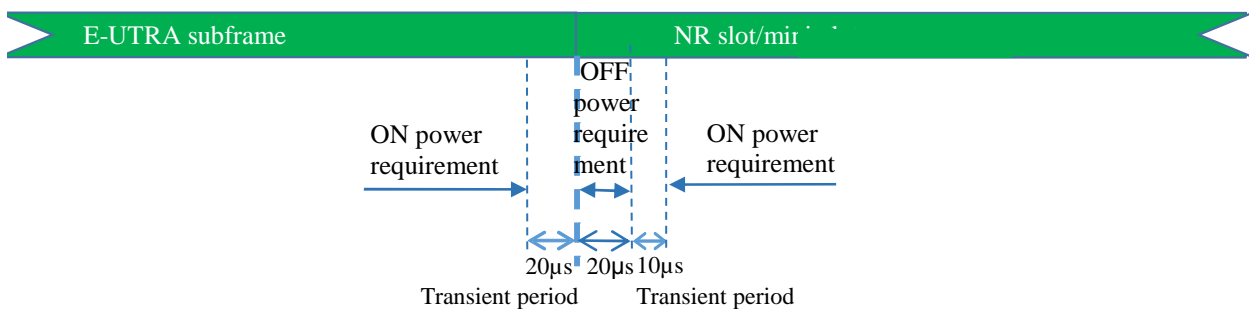 E-UTRA subframe
NR slot/
OFF
power
require
ment
ON power
requirement
ON power
requirement
20µs
20µs
10µs
Transient period
Transient period